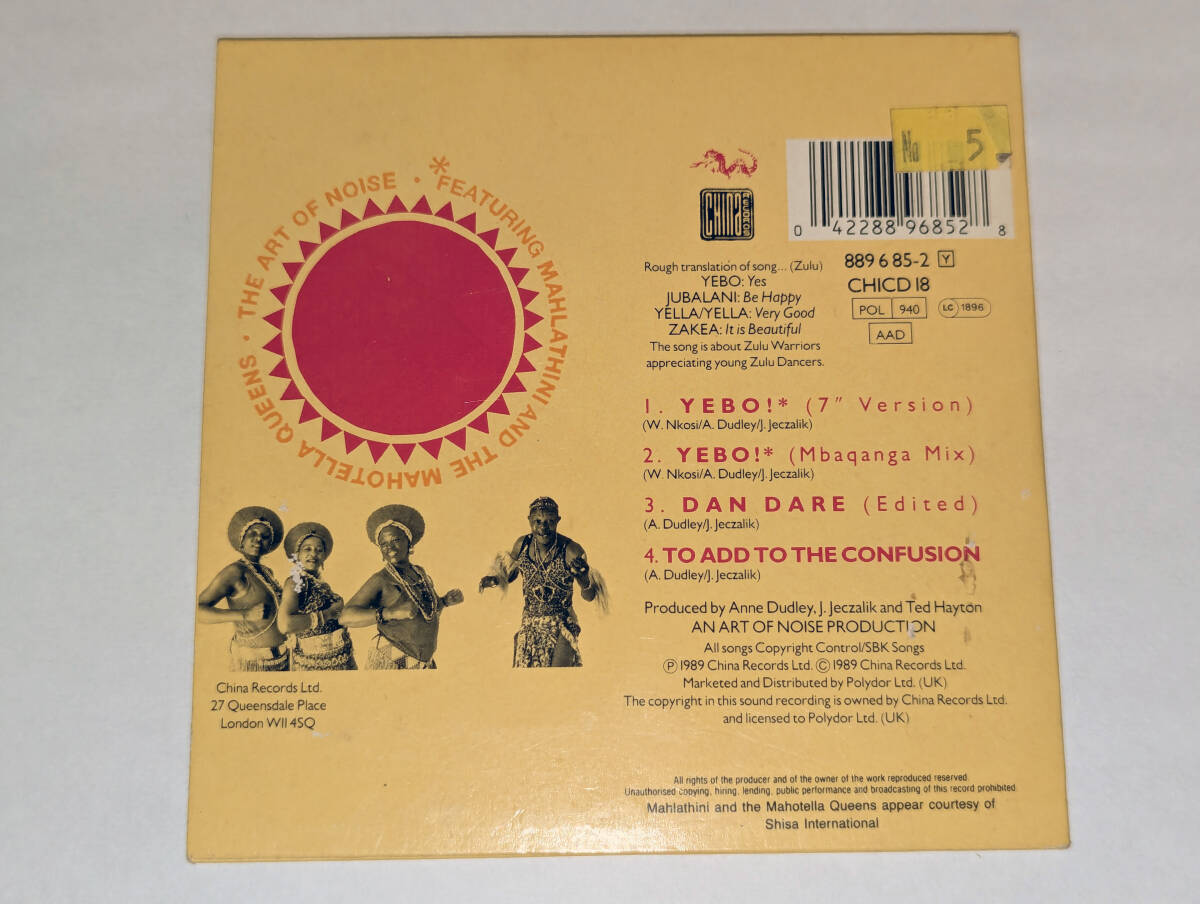 THE ART OF NOISE · *FEATURING MAHLATHINI AND THE MAHOTELLA QUEENS ·
China Records Ltd.
27 Queensdale Place
London W11 4SQ
CHINA
RECORDS
No 5
0 42288 96852 8
889 685-2 Y
CHICD 18
POL 940
LC 1896
AAD
Rough translation of song... (Zulu)
YEBO: Yes
JUBALANI: Be Happy
YELLA/YELLA: Very Good
ZAKEA: It is Beautiful
The song is about Zulu Warriors
appreciating young Zulu Dancers.
1. YEBO!* (7" Version)
(W. Nkosi/A. Dudley/J. Jeczalik)
2. YEBO!* (Mbaqanga Mix)
(W. Nkosi/A. Dudley/J. Jeczalik)
3. DAN DARE (Edited)
(A. Dudley/J. Jeczalik)
4. TO ADD TO THE CONFUSION
(A. Dudley/J. Jeczalik)
Produced by Anne Dudley, J. Jeczalik and Ted Hayton
AN ART OF NOISE PRODUCTION
All songs Copyright Control/SBK Songs
Ⓟ 1989 China Records Ltd. © 1989 China Records Ltd.
Marketed and Distributed by Polydor Ltd. (UK)
The copyright in this sound recording is owned by China Records Ltd.
and licensed to Polydor Ltd. (UK)
All rights of the producer and of the owner of the work reproduced reserved.
Unauthorised copying, hiring, lending, public performance and broadcasting of this record prohibited.
Mahlathini and the Mahotella Queens appear courtesy of
Shisa International